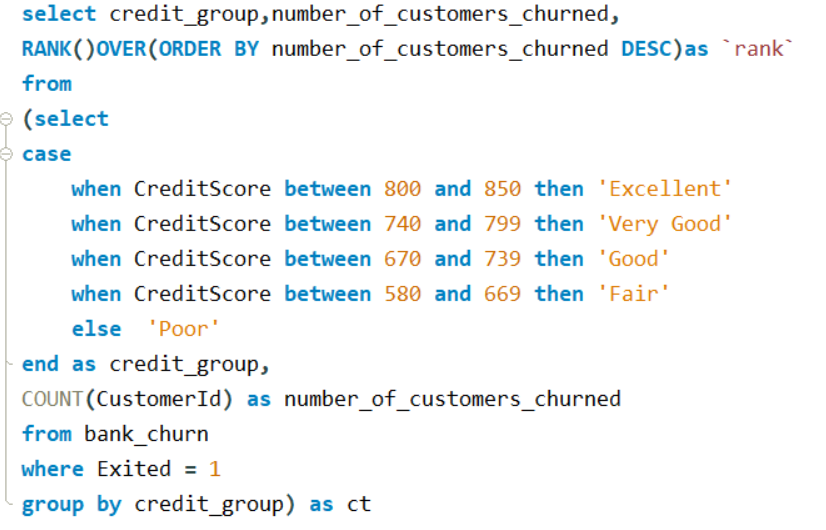 select credit_group,number_of_customers_churned,
RANK()OVER(ORDER BY number_of_customers_churned DESC)as `rank`
from
(select
case
when CreditScore between 800 and 850 then 'Excellent'
when CreditScore between 740 and 799 then 'Very Good'
when CreditScore between 670 and 739 then 'Good'
when CreditScore between 580 and 669 then 'Fair'
else  'Poor'
end as credit_group,
COUNT(CustomerId) as number_of_customers_churned
from bank_churn
where Exited = 1
group by credit_group) as ct